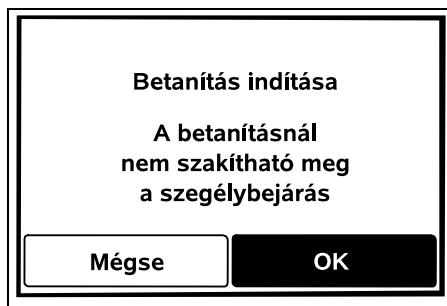 Betanítás indítása
A betanításnál
nem szakítható meg
a szegélybejárás
Mégse
OK